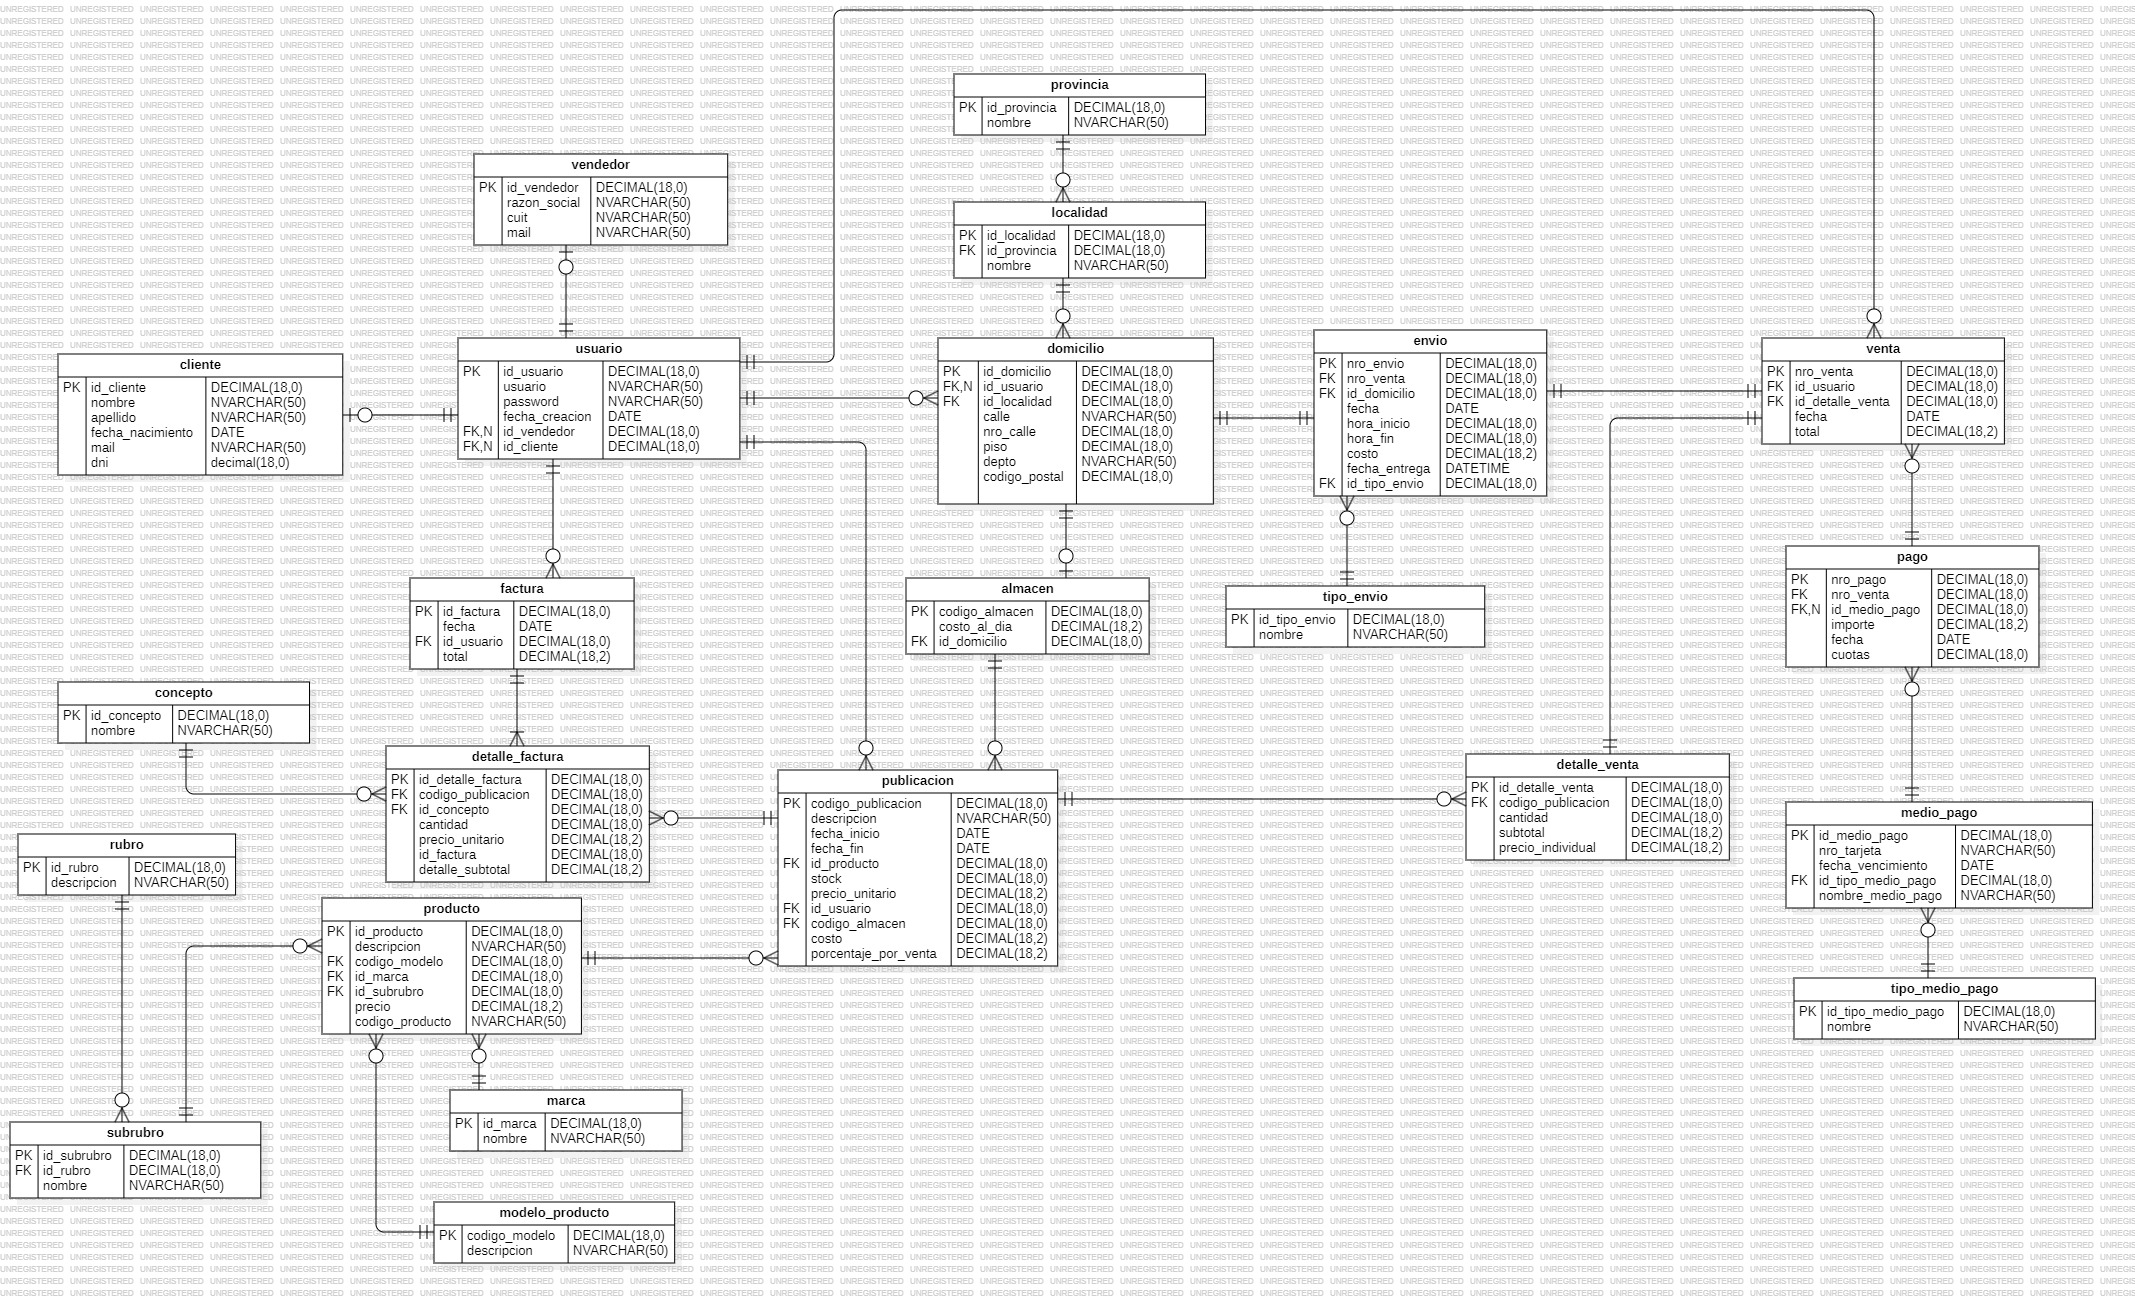 provincia
PK id_provincia DECIMAL(18,0)
nombre NVARCHAR(50)
vendedor
PK id_vendedor DECIMAL(18,0)
razon_social NVARCHAR(50)
cuit NVARCHAR(50)
mail NVARCHAR(50)
localidad
PK id_localidad DECIMAL(18,0)
FK id_provincia DECIMAL(18,0)
nombre NVARCHAR(50)
cliente
PK id_cliente DECIMAL(18,0)
nombre NVARCHAR(50)
apellido NVARCHAR(50)
fecha_nacimiento DATE
mail NVARCHAR(50)
dni decimal(18,0)
usuario
PK id_usuario DECIMAL(18,0)
usuario NVARCHAR(50)
password NVARCHAR(50)
fecha_creacion DATE
FK,N id_vendedor DECIMAL(18,0)
FK,N id_cliente DECIMAL(18,0)
domicilio
PK id_domicilio DECIMAL(18,0)
FK,N id_usuario DECIMAL(18,0)
FK id_localidad DECIMAL(18,0)
calle NVARCHAR(50)
nro_calle DECIMAL(18,0)
piso DECIMAL(18,0)
depto NVARCHAR(50)
codigo_postal DECIMAL(18,0)
envio
PK nro_envio DECIMAL(18,0)
FK nro_venta DECIMAL(18,0)
FK id_domicilio DECIMAL(18,0)
fecha DATE
hora_inicio DECIMAL(18,0)
hora_fin DECIMAL(18,0)
costo DECIMAL(18,2)
fecha_entrega DATETIME
FK id_tipo_envio DECIMAL(18,0)
venta
PK nro_venta DECIMAL(18,0)
FK id_usuario DECIMAL(18,0)
FK id_detalle_venta DECIMAL(18,0)
fecha DATE
total DECIMAL(18,2)
factura
PK id_factura DECIMAL(18,0)
fecha DATE
FK id_usuario DECIMAL(18,0)
total DECIMAL(18,2)
almacen
PK codigo_almacen DECIMAL(18,0)
costo_al_dia DECIMAL(18,2)
FK id_domicilio DECIMAL(18,0)
tipo_envio
PK id_tipo_envio DECIMAL(18,0)
nombre NVARCHAR(50)
pago
PK nro_pago DECIMAL(18,0)
FK nro_venta DECIMAL(18,0)
FK,N id_medio_pago DECIMAL(18,0)
importe DECIMAL(18,2)
fecha DATE
cuotas DECIMAL(18,0)
concepto
PK id_concepto DECIMAL(18,0)
nombre NVARCHAR(50)
detalle_factura
PK id_detalle_factura DECIMAL(18,0)
FK codigo_publicacion DECIMAL(18,0)
FK id_concepto DECIMAL(18,0)
cantidad DECIMAL(18,0)
precio_unitario DECIMAL(18,2)
id_factura DECIMAL(18,0)
detalle_subtotal DECIMAL(18,2)
publicacion
PK codigo_publicacion DECIMAL(18,0)
descripcion NVARCHAR(50)
fecha_inicio DATE
fecha_fin DATE
FK id_producto DECIMAL(18,0)
stock DECIMAL(18,0)
precio_unitario DECIMAL(18,2)
FK id_usuario DECIMAL(18,0)
FK codigo_almacen DECIMAL(18,0)
costo DECIMAL(18,2)
porcentaje_por_venta DECIMAL(18,2)
detalle_venta
PK id_detalle_venta DECIMAL(18,0)
FK codigo_publicacion DECIMAL(18,0)
cantidad DECIMAL(18,0)
subtotal DECIMAL(18,2)
precio_individual DECIMAL(18,2)
medio_pago
PK id_medio_pago DECIMAL(18,0)
nro_tarjeta NVARCHAR(50)
fecha_vencimiento DATE
FK id_tipo_medio_pago DECIMAL(18,0)
nombre_medio_pago NVARCHAR(50)
rubro
PK id_rubro DECIMAL(18,0)
descripcion NVARCHAR(50)
producto
PK id_producto DECIMAL(18,0)
descripcion NVARCHAR(50)
FK codigo_modelo DECIMAL(18,0)
FK id_marca DECIMAL(18,0)
FK id_subrubro DECIMAL(18,0)
precio DECIMAL(18,2)
codigo_producto NVARCHAR(50)
tipo_medio_pago
PK id_tipo_medio_pago DECIMAL(18,0)
nombre NVARCHAR(50)
marca
PK id_marca DECIMAL(18,0)
nombre NVARCHAR(50)
subrubro
PK id_subrubro DECIMAL(18,0)
FK id_rubro DECIMAL(18,0)
nombre NVARCHAR(50)
modelo_producto
PK codigo_modelo DECIMAL(18,0)
descripcion NVARCHAR(50)
UNREGISTERED